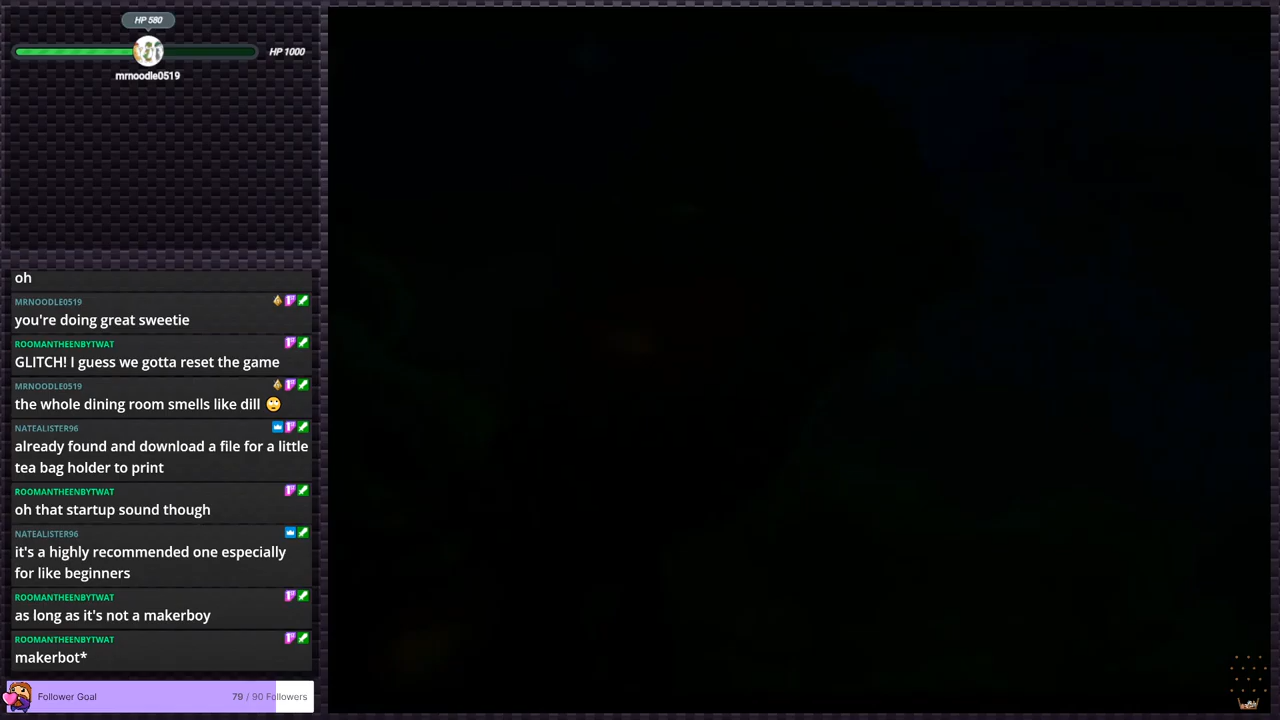 HP 580
HP 1000
mrnoodle0519
oh
MRNOODLE0519
you're doing great sweetie
ROOMANTHEENBYTWAT
GLITCH! I guess we gotta reset the game
MRNOODLE0519
the whole dining room smells like dill
NATEALISTER96
already found and download a file for a little
tea bag holder to print
ROOMANTHEENBYTWAT
oh that startup sound though
NATEALISTER96
it's a highly recommended one especially
for like beginners
ROOMANTHEENBYTWAT
as long as it's not a makerboy
ROOMANTHEENBYTWAT
makerbot*
Follower Goal
79 / 90 Followers